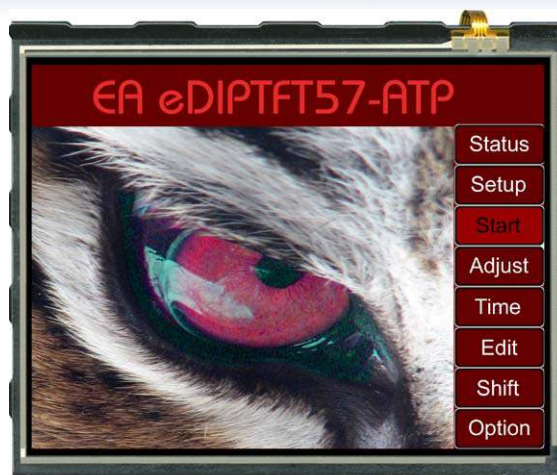 EA eDIPTFT57-ATP
Status
Setup
Start
Adjust
Time
Edit
Shift
Option